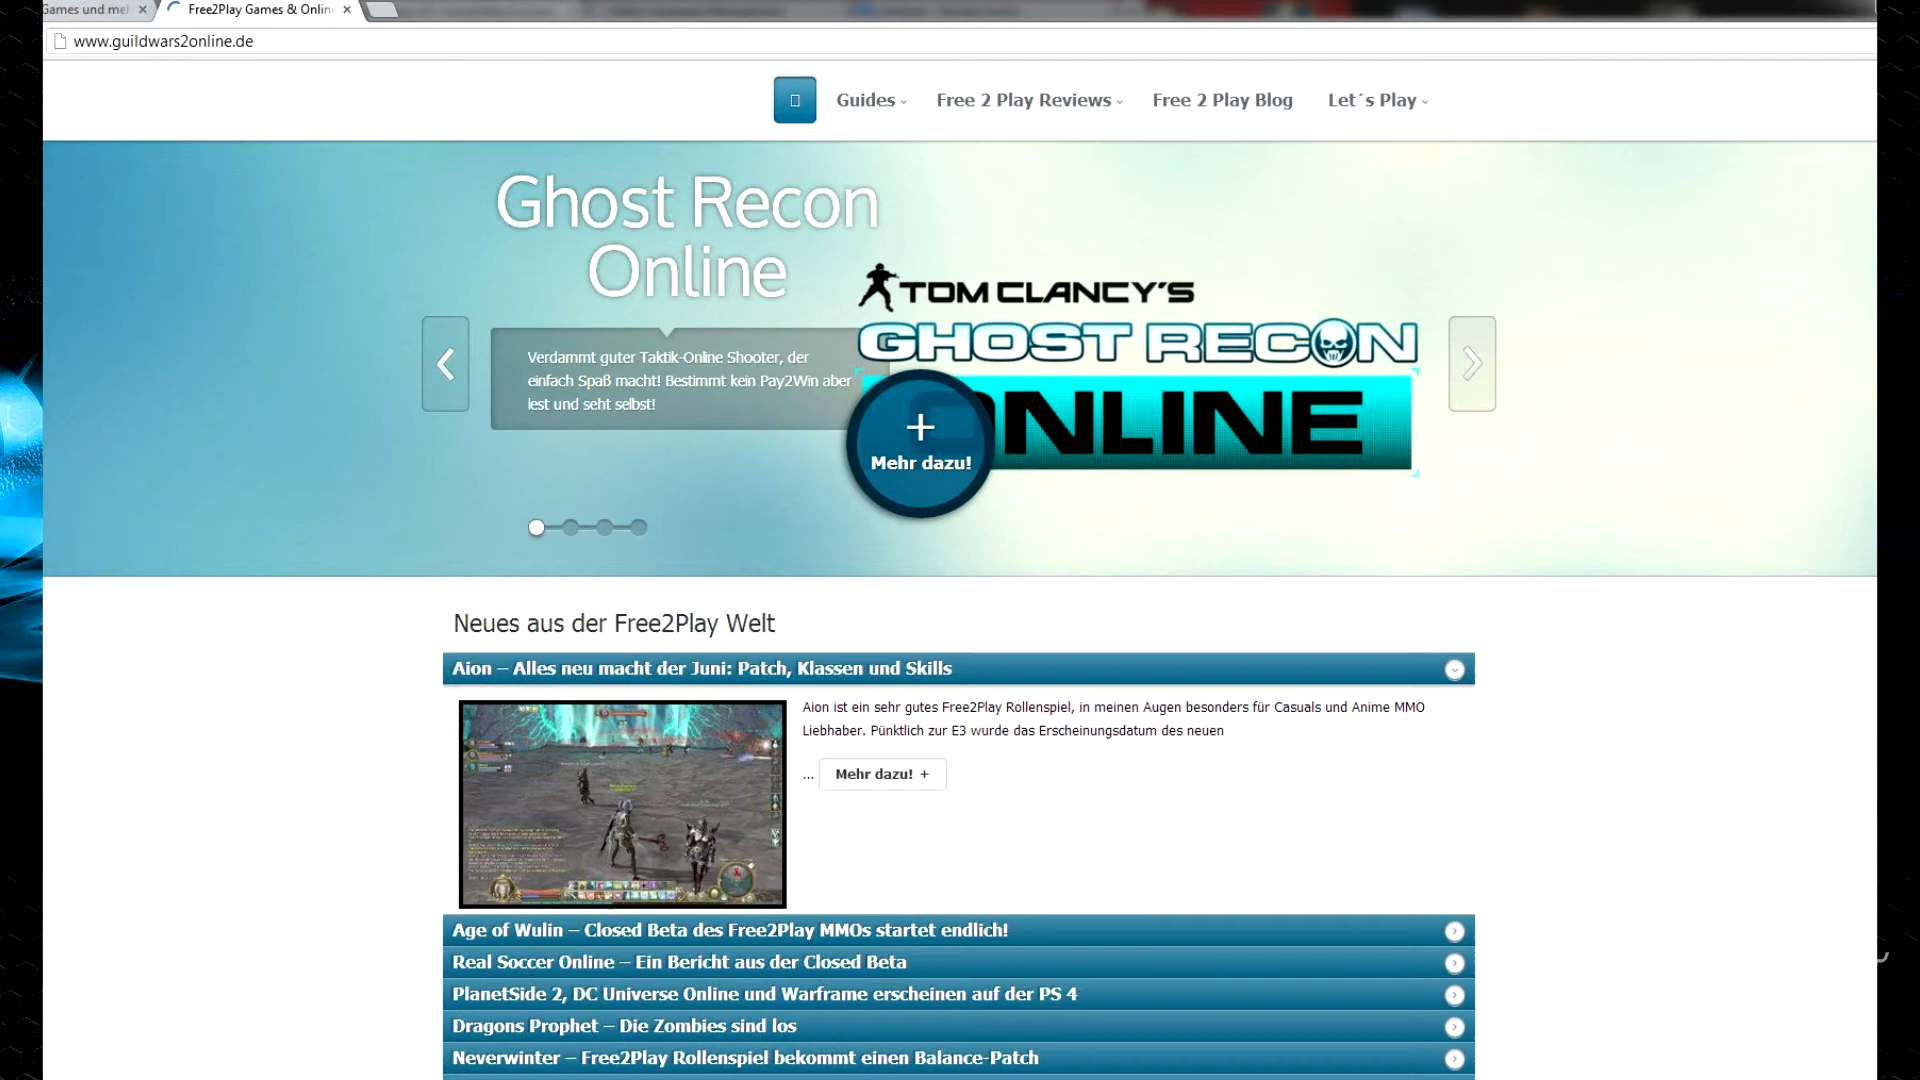 Games und meh
Free2Play Games & Onlin
www.guildwars2online.de
Guides
Free 2 Play Reviews
Free 2 Play Blog
Let´s Play
Ghost Recon
Online
TOM CLANCY'S
GHOST RECON
ONLINE
Verdammt guter Taktik-Online Shooter, der
einfach Spaß macht! Bestimmt kein Pay2Win aber
lest und seht selbst!
+
Mehr dazu!
Neues aus der Free2Play Welt
Aion – Alles neu macht der Juni: Patch, Klassen und Skills
Aion ist ein sehr gutes Free2Play Rollenspiel, in meinen Augen besonders für Casuals und Anime MMO
Liebhaber. Pünktlich zur E3 wurde das Erscheinungsdatum des neuen
... Mehr dazu! +
Age of Wulin – Closed Beta des Free2Play MMOs startet endlich!
Real Soccer Online – Ein Bericht aus der Closed Beta
PlanetSide 2, DC Universe Online und Warframe erscheinen auf der PS 4
Dragons Prophet – Die Zombies sind los
Neverwinter – Free2Play Rollenspiel bekommt einen Balance-Patch